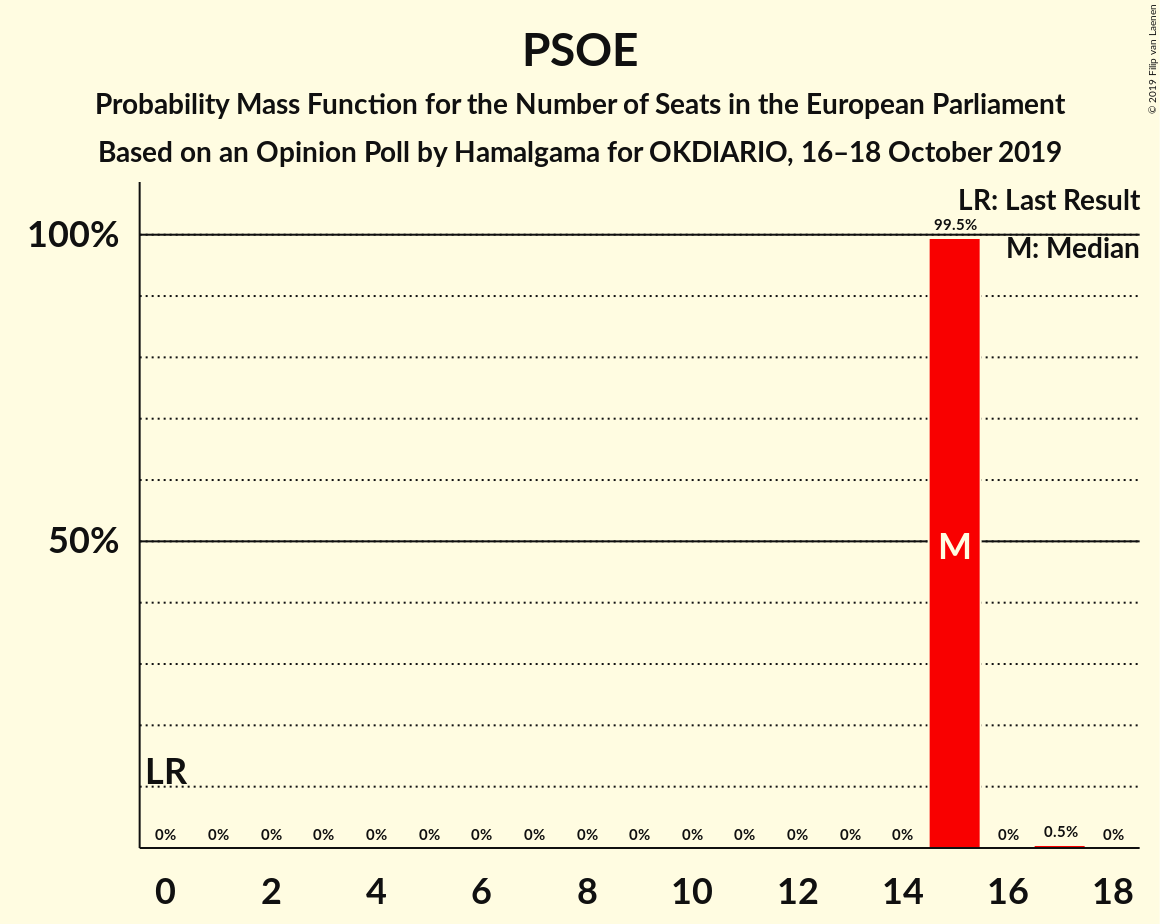 PSOE
Probability Mass Function for the Number of Seats in the European Parliament
Based on an Opinion Poll by Hamalgama for OKDIARIO, 16–18 October 2019
© 2019 Filip van Laenen
LR: Last Result
M: Median
100%
50%
99.5%
M
LR
0% 0% 0% 0% 0% 0% 0% 0% 0% 0% 0% 0% 0% 0% 0% 0.5% 0%
0 2 4 6 8 10 12 14 16 18